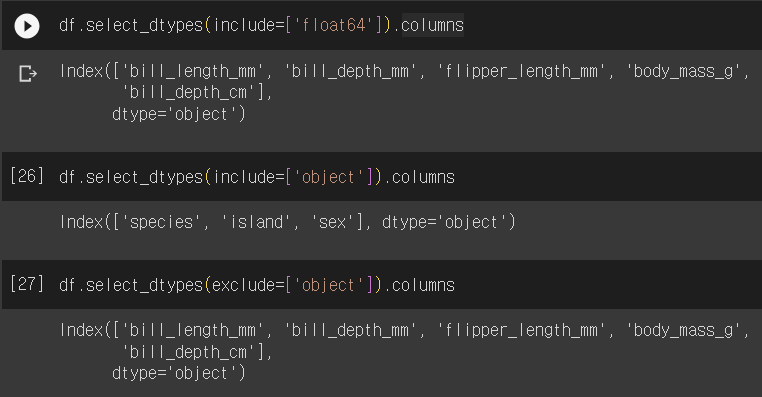 df.select_dtypes(include=['float64']).columns
Index(['bill_length_mm', 'bill_depth_mm', 'flipper_length_mm', 'body_mass_g',
'bill_depth_cm'],
dtype='object')
[26] df.select_dtypes(include=['object']).columns
Index(['species', 'island', 'sex'], dtype='object')
[27] df.select_dtypes(exclude=['object']).columns
Index(['bill_length_mm', 'bill_depth_mm', 'flipper_length_mm', 'body_mass_g',
'bill_depth_cm'],
dtype='object')